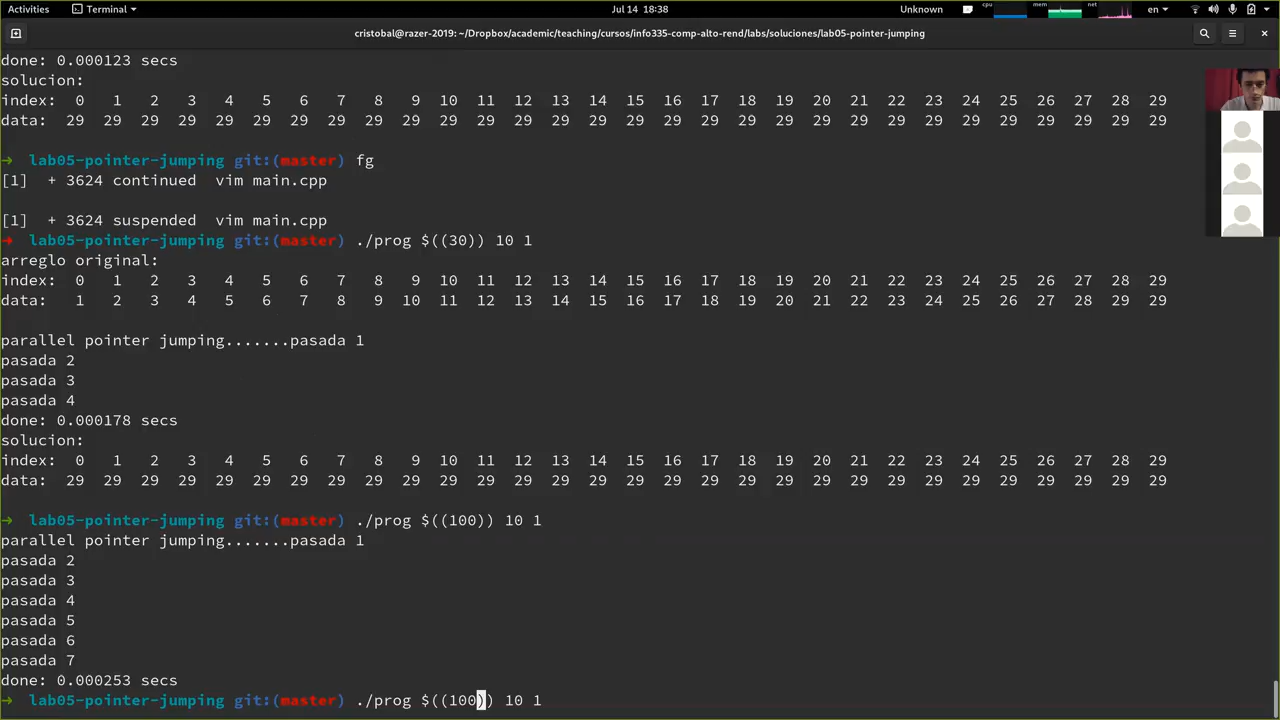 Activities Terminal Jul 14 18:38 Unknown cpu mem net en
cristobal@razer-2019: ~/Dropbox/academic/teaching/cursos/info335-comp-alto-rend/labs/soluciones/lab05-pointer-jumping
done: 0.000123 secs
solucion:
index: 0 1 2 3 4 5 6 7 8 9 10 11 12 13 14 15 16 17 18 19 20 21 22 23 24 25 26 27 28 29
data: 29 29 29 29 29 29 29 29 29 29 29 29 29 29 29 29 29 29 29 29 29 29 29 29 29 29 29 29 29 29
→ lab05-pointer-jumping git:(master) fg
[1] + 3624 continued vim main.cpp
[1] + 3624 suspended vim main.cpp
→ lab05-pointer-jumping git:(master) ./prog $((30)) 10 1
arreglo original:
index: 0 1 2 3 4 5 6 7 8 9 10 11 12 13 14 15 16 17 18 19 20 21 22 23 24 25 26 27 28 29
data: 1 2 3 4 5 6 7 8 9 10 11 12 13 14 15 16 17 18 19 20 21 22 23 24 25 26 27 28 29 29
parallel pointer jumping.......pasada 1
pasada 2
pasada 3
pasada 4
done: 0.000178 secs
solucion:
index: 0 1 2 3 4 5 6 7 8 9 10 11 12 13 14 15 16 17 18 19 20 21 22 23 24 25 26 27 28 29
data: 29 29 29 29 29 29 29 29 29 29 29 29 29 29 29 29 29 29 29 29 29 29 29 29 29 29 29 29 29 29
→ lab05-pointer-jumping git:(master) ./prog $((100)) 10 1
parallel pointer jumping.......pasada 1
pasada 2
pasada 3
pasada 4
pasada 5
pasada 6
pasada 7
done: 0.000253 secs
→ lab05-pointer-jumping git:(master) ./prog $((100)) 10 1